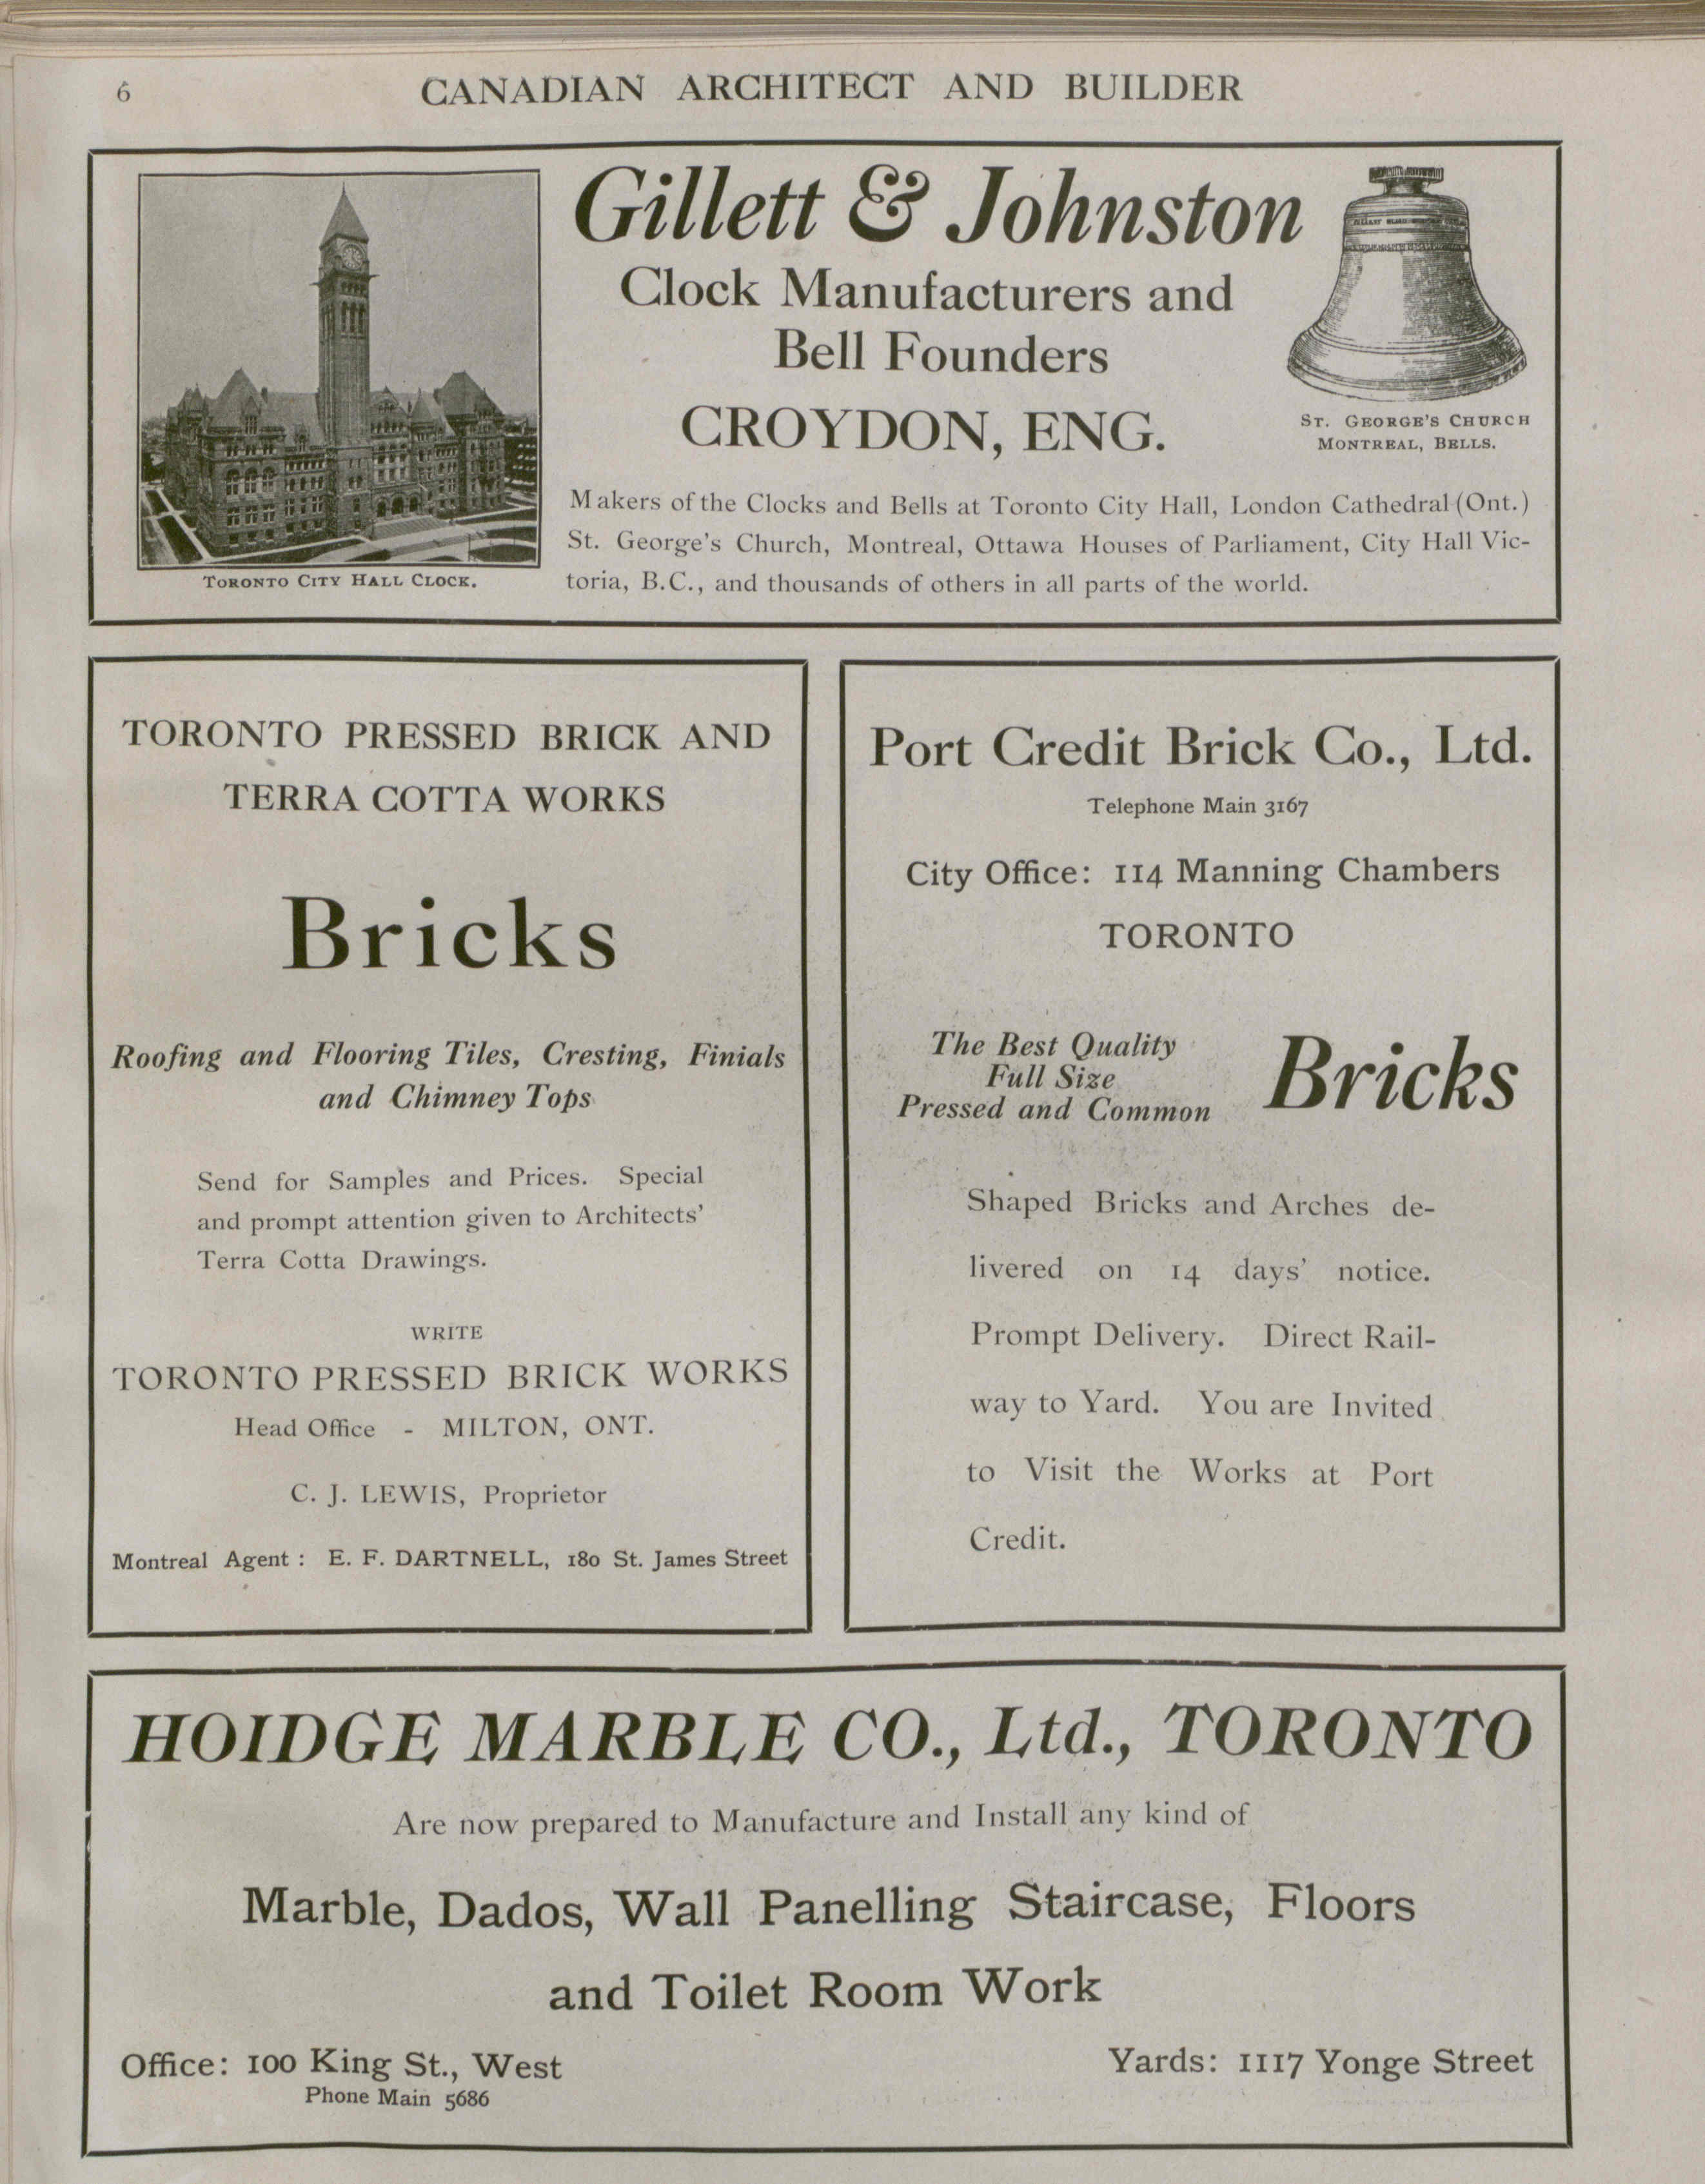 6
CANADIAN ARCHITECT AND BUILDER
Gillett & Johnston
Clock Manufacturers and
Bell Founders
CROYDON, ENG.
ST. GEORGE'S CHURCH
MONTREAL, BELLS.
Makers of the Clocks and Bells at Toronto City Hall, London Cathedral (Ont.)
St. George's Church, Montreal, Ottawa Houses of Parliament, City Hall Vic-
toria, B.C., and thousands of others in all parts of the world.
TORONTO CITY HALL CLOCK.
TORONTO PRESSED BRICK AND
TERRA COTTA WORKS
Bricks
Roofing and Flooring Tiles, Cresting, Finials
and Chimney Tops
Send for Samples and Prices. Special
and prompt attention given to Architects'
Terra Cotta Drawings.
WRITE
TORONTO PRESSED BRICK WORKS
Head Office - MILTON, ONT.
C. J. LEWIS, Proprietor
Montreal Agent : E. F. DARTNELL, 180 St. James Street
Port Credit Brick Co., Ltd.
Telephone Main 3167
City Office: 114 Manning Chambers
TORONTO
The Best Quality
Full Size
Pressed and Common
Bricks
Shaped Bricks and Arches de-
livered on 14 days' notice.
Prompt Delivery. Direct Rail-
way to Yard. You are Invited
to Visit the Works at Port
Credit.
HOIDGE MARBLE CO., Ltd., TORONTO
Are now prepared to Manufacture and Install any kind of
Marble, Dados, Wall Panelling Staircase, Floors
and Toilet Room Work
Office: 100 King St., West
Phone Main 5686
Yards: 1117 Yonge Street